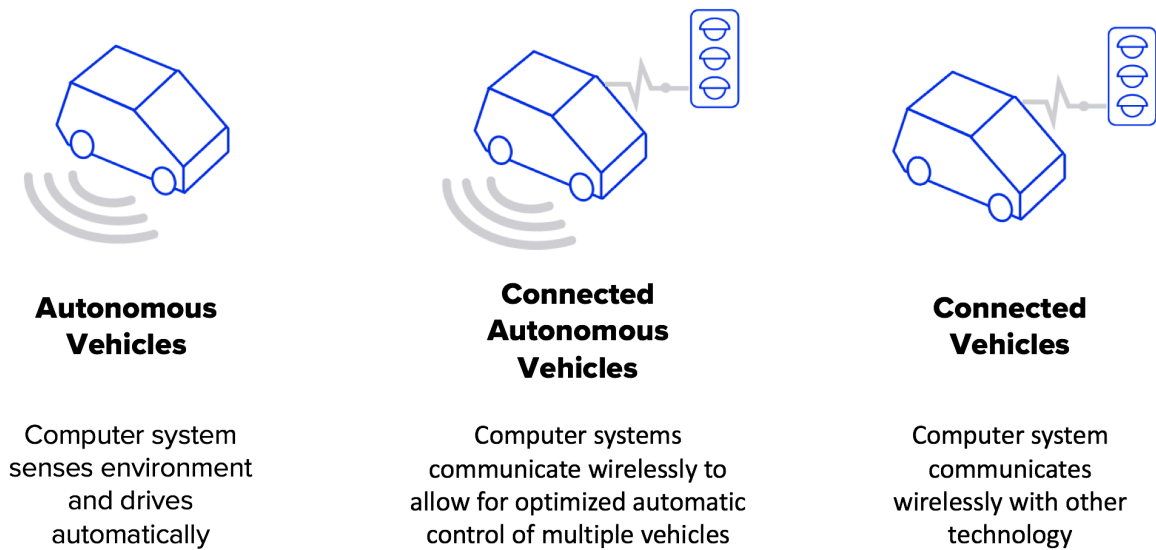 Autonomous
Vehicles
Computer system
senses environment
and drives
automatically
Connected
Autonomous
Vehicles
Computer systems
communicate wirelessly to
allow for optimized automatic
control of multiple vehicles
Connected
Vehicles
Computer system
communicates
wirelessly with other
technology